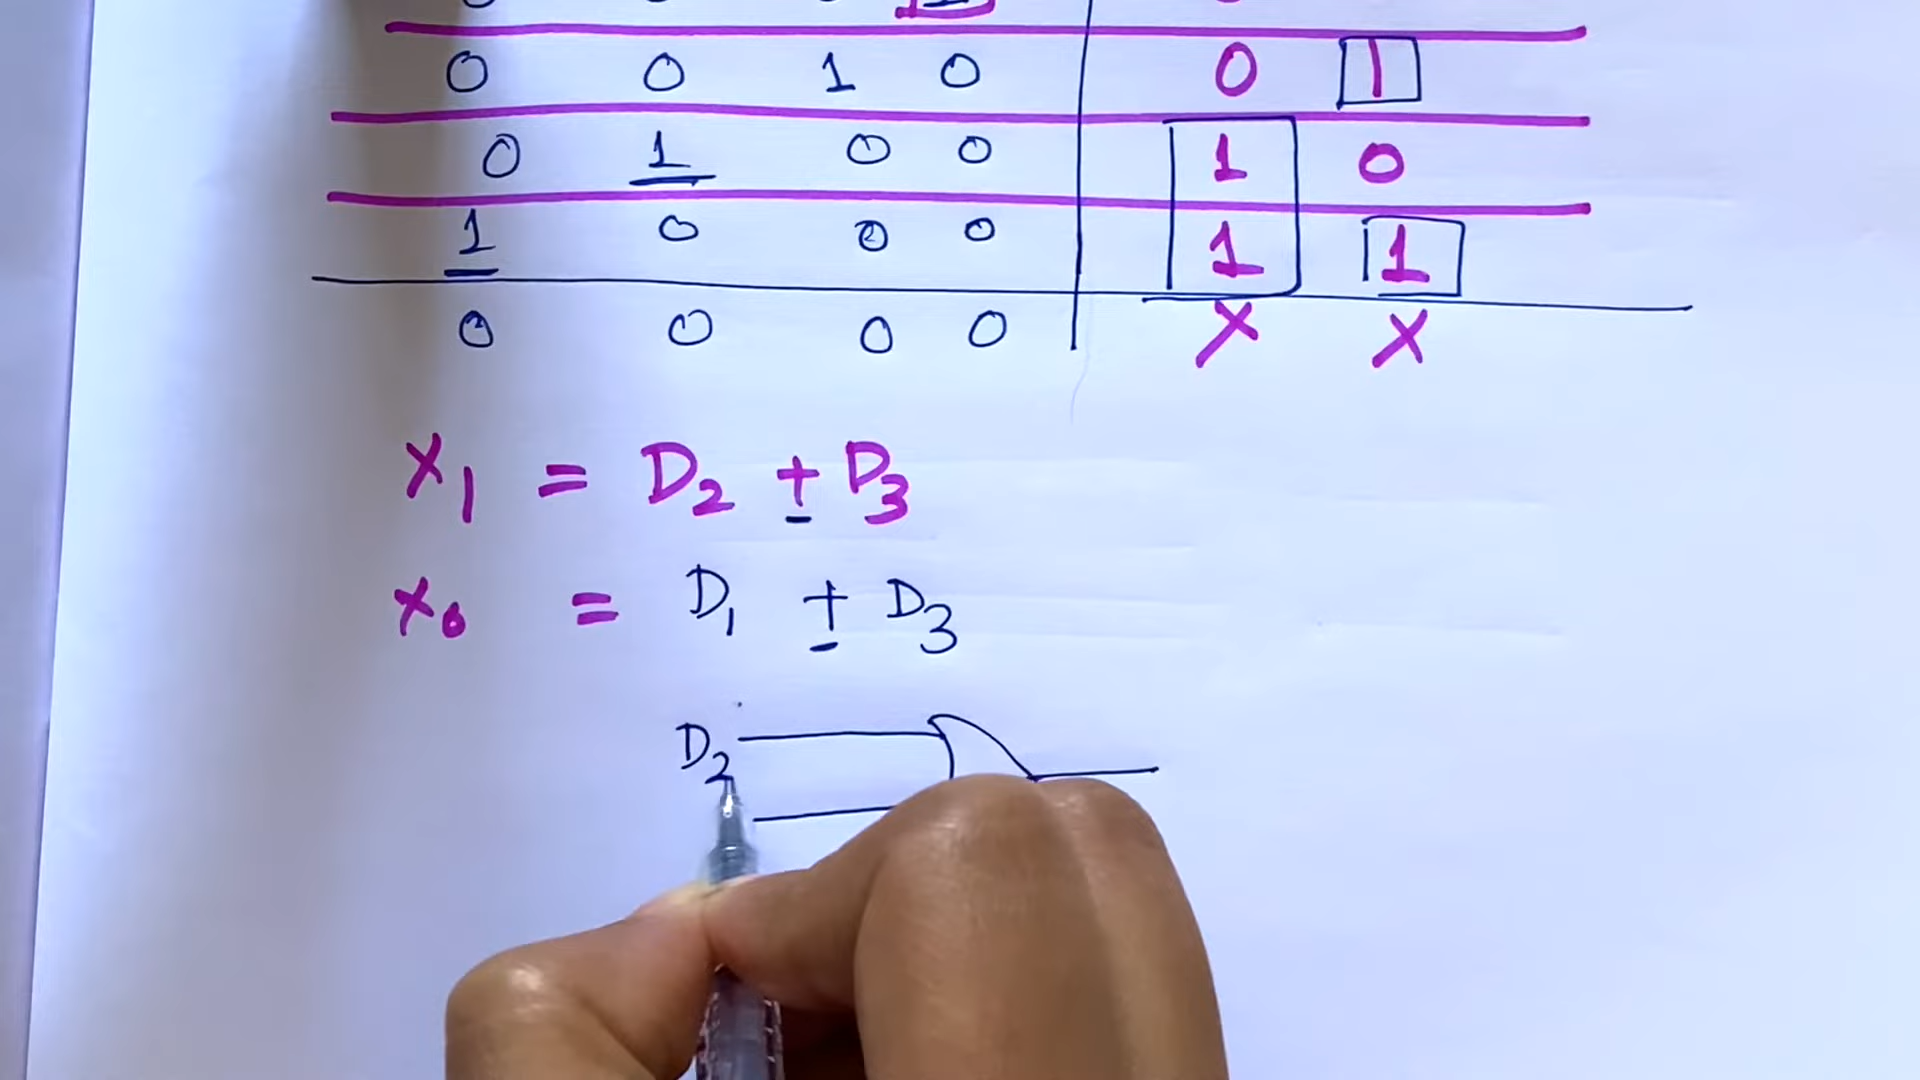 0 0 1 0 0 1
0 1 0 0 1 0
1 0 0 0 1 1
0 0 0 0 X X
X₁ = D₂ + D₃
X₀ = D₁ + D₃
D₂